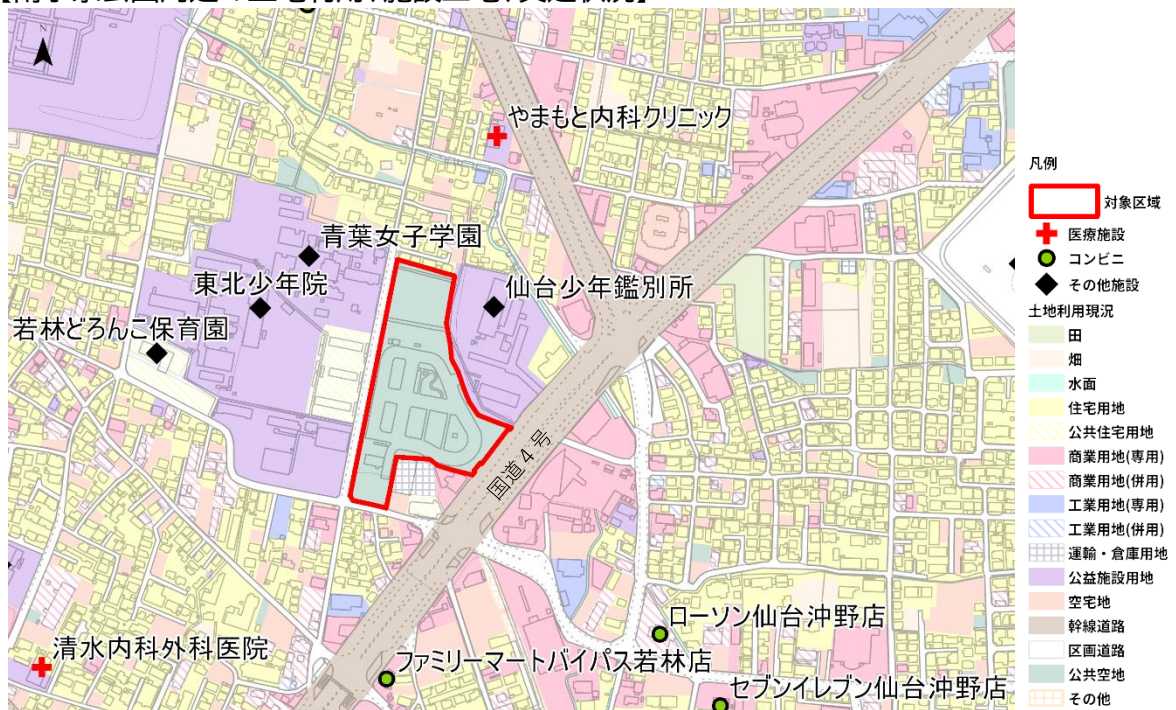 やまもと内科クリニック
青葉女子学園
東北少年院
仙台少年鑑別所
若林どろんこ保育園
国道4号
清水内科外科医院
ファミリーマートバイパス若林店
ローソン仙台沖野店
セブンイレブン仙台沖野店
凡例
対象区域
医療施設
コンビニ
その他施設
土地利用現況
田
畑
水面
住宅用地
公共住宅用地
商業用地(専用)
商業用地(併用)
工業用地(専用)
工業用地(併用)
運輸・倉庫用地
公益施設用地
空宅地
幹線道路
区画道路
公共空地
その他